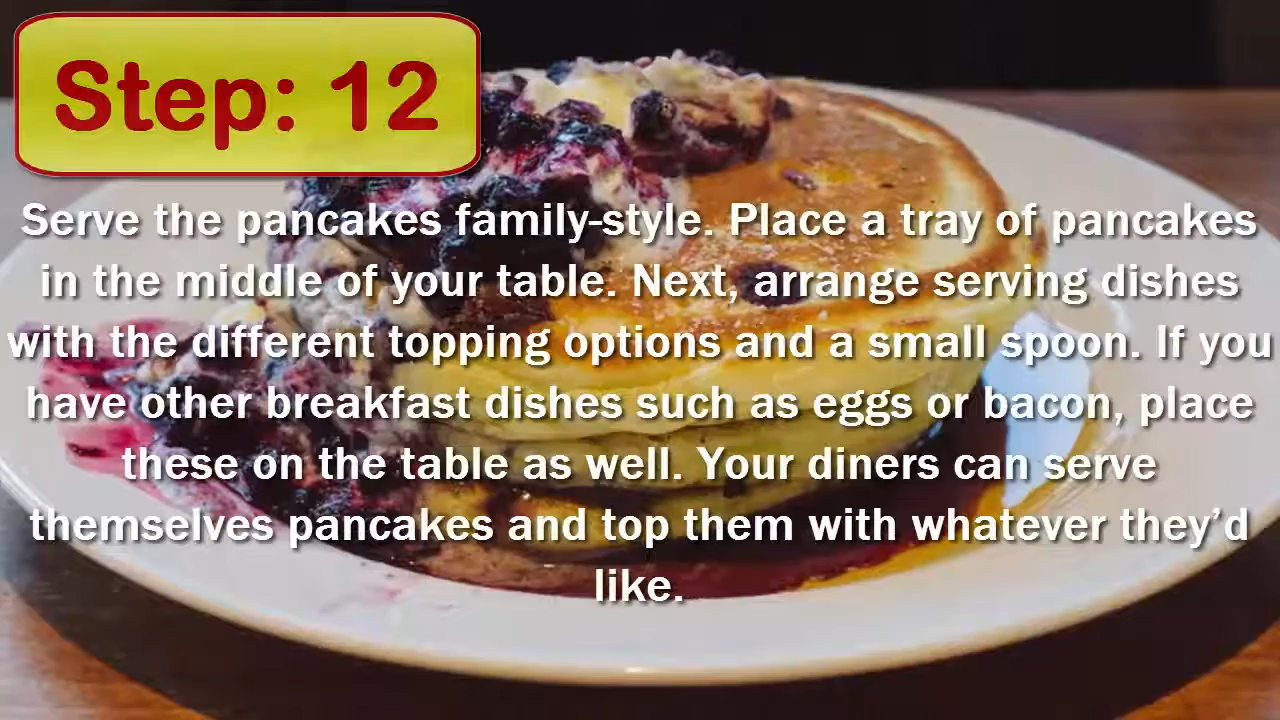 Step: 12
Serve the pancakes family-style. Place a tray of pancakes
in the middle of your table. Next, arrange serving dishes
with the different topping options and a small spoon. If you
have other breakfast dishes such as eggs or bacon, place
these on the table as well. Your diners can serve
themselves pancakes and top them with whatever they’d
like.